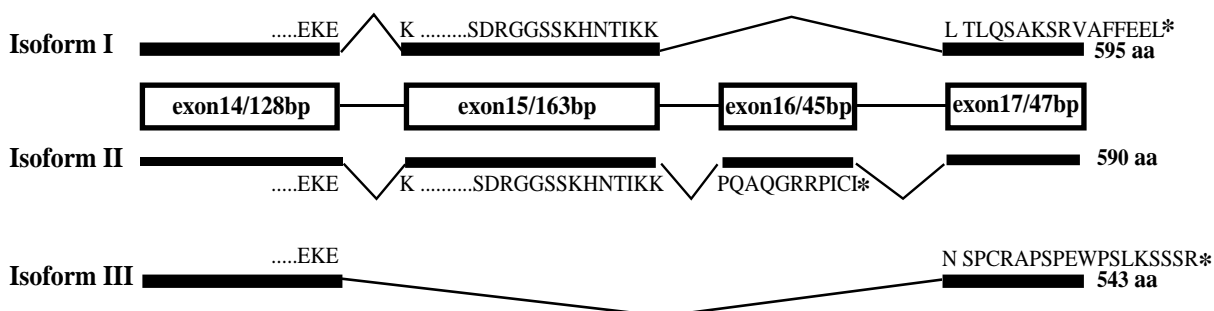 .....EKE K .........SDRGGSSKHNTIKK L TLQSAKSRVAFFEEL*
Isoform I 595 aa
exon14/128bp exon15/163bp exon16/45bp exon17/47bp
Isoform II 590 aa
.....EKE K .........SDRGGSSKHNTIKK PQAQGRRPICI*
.....EKE N SPCRAPSPEWPSLKSSSR*
Isoform III 543 aa